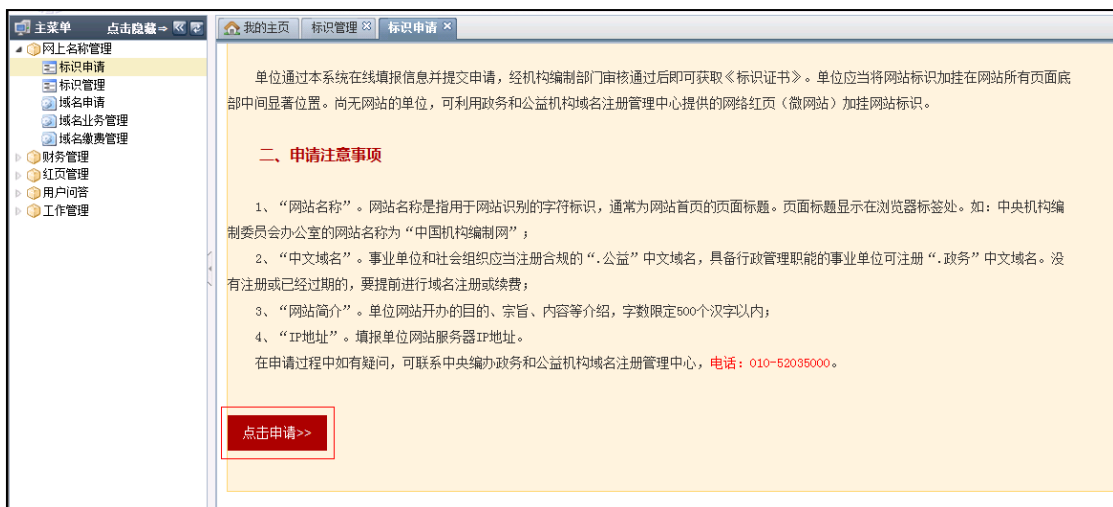 主菜单 点击隐藏⇒
我的主页 标识管理 标识申请
网上名称管理
标识申请
标识管理
域名申请
域名业务管理
域名缴费管理
财务管理
红页管理
用户问答
工作管理
单位通过本系统在线填报信息并提交申请，经机构编制部门审核通过后即可获取《标识证书》。单位应当将网站标识加挂在网站所有页面底
部中间显著位置。尚无网站的单位，可利用政务和公益机构域名注册管理中心提供的网络红页（微网站）加挂网站标识。
二、申请注意事项
1、“网站名称”。网站名称是指用于网站识别的字符标识，通常为网站首页的页面标题。页面标题显示在浏览器标签处。如：中央机构编
制委员会办公室的网站名称为“中国机构编制网”；
2、“中文域名”。事业单位和社会组织应当注册合规的“.公益”中文域名，具备行政管理职能的事业单位可注册“.政务”中文域名。没
有注册或已经过期的，要提前进行域名注册或续费；
3、“网站简介”。单位网站开办的目的、宗旨、内容等介绍，字数限定500个汉字以内；
4、“IP地址”。填报单位网站服务器IP地址。
在申请过程中如有疑问，可联系中央编办政务和公益机构域名注册管理中心，电话：010-52035000。
点击申请>>